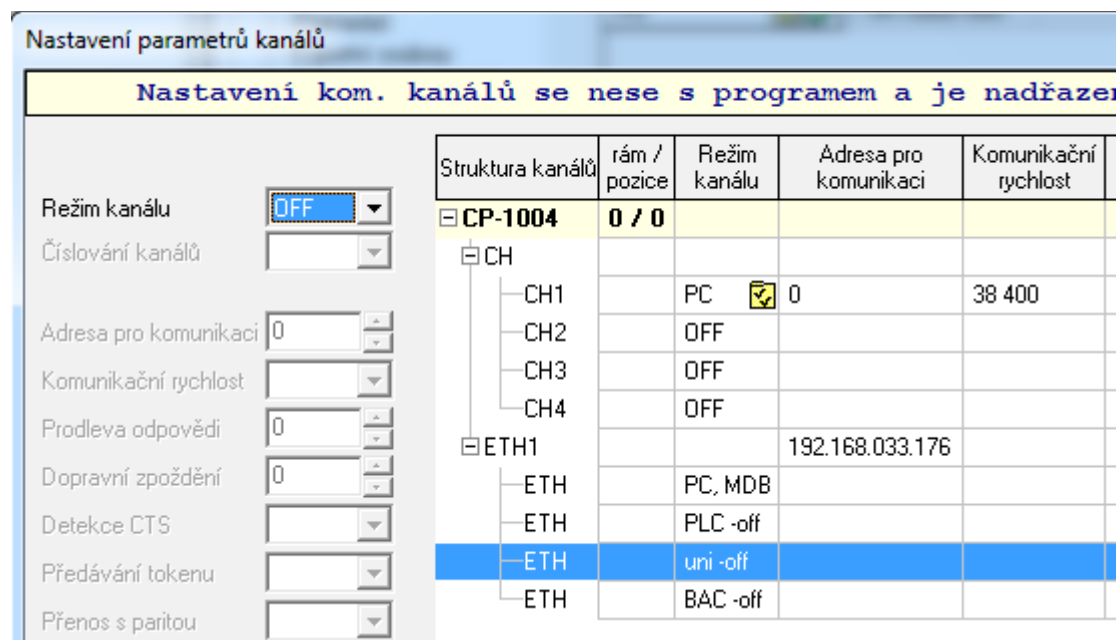 Nastavení parametrů kanálů
Nastavení kom. kanálů se nese s programem a je nadřazen
Režim kanálu OFF
Číslování kanálů
Adresa pro komunikaci 0
Komunikační rychlost
Prodleva odpovědi 0
Dopravní zpoždění 0
Detekce CTS
Předávání tokenu
Přenos s paritou
Struktura kanálů rám / pozice Režim kanálu Adresa pro komunikaci Komunikační rychlost
CP-1004 0 / 0
CH
CH1 PC 0 38 400
CH2 OFF
CH3 OFF
CH4 OFF
ETH1 192.168.033.176
ETH PC, MDB
ETH PLC -off
ETH uni -off
ETH BAC -off